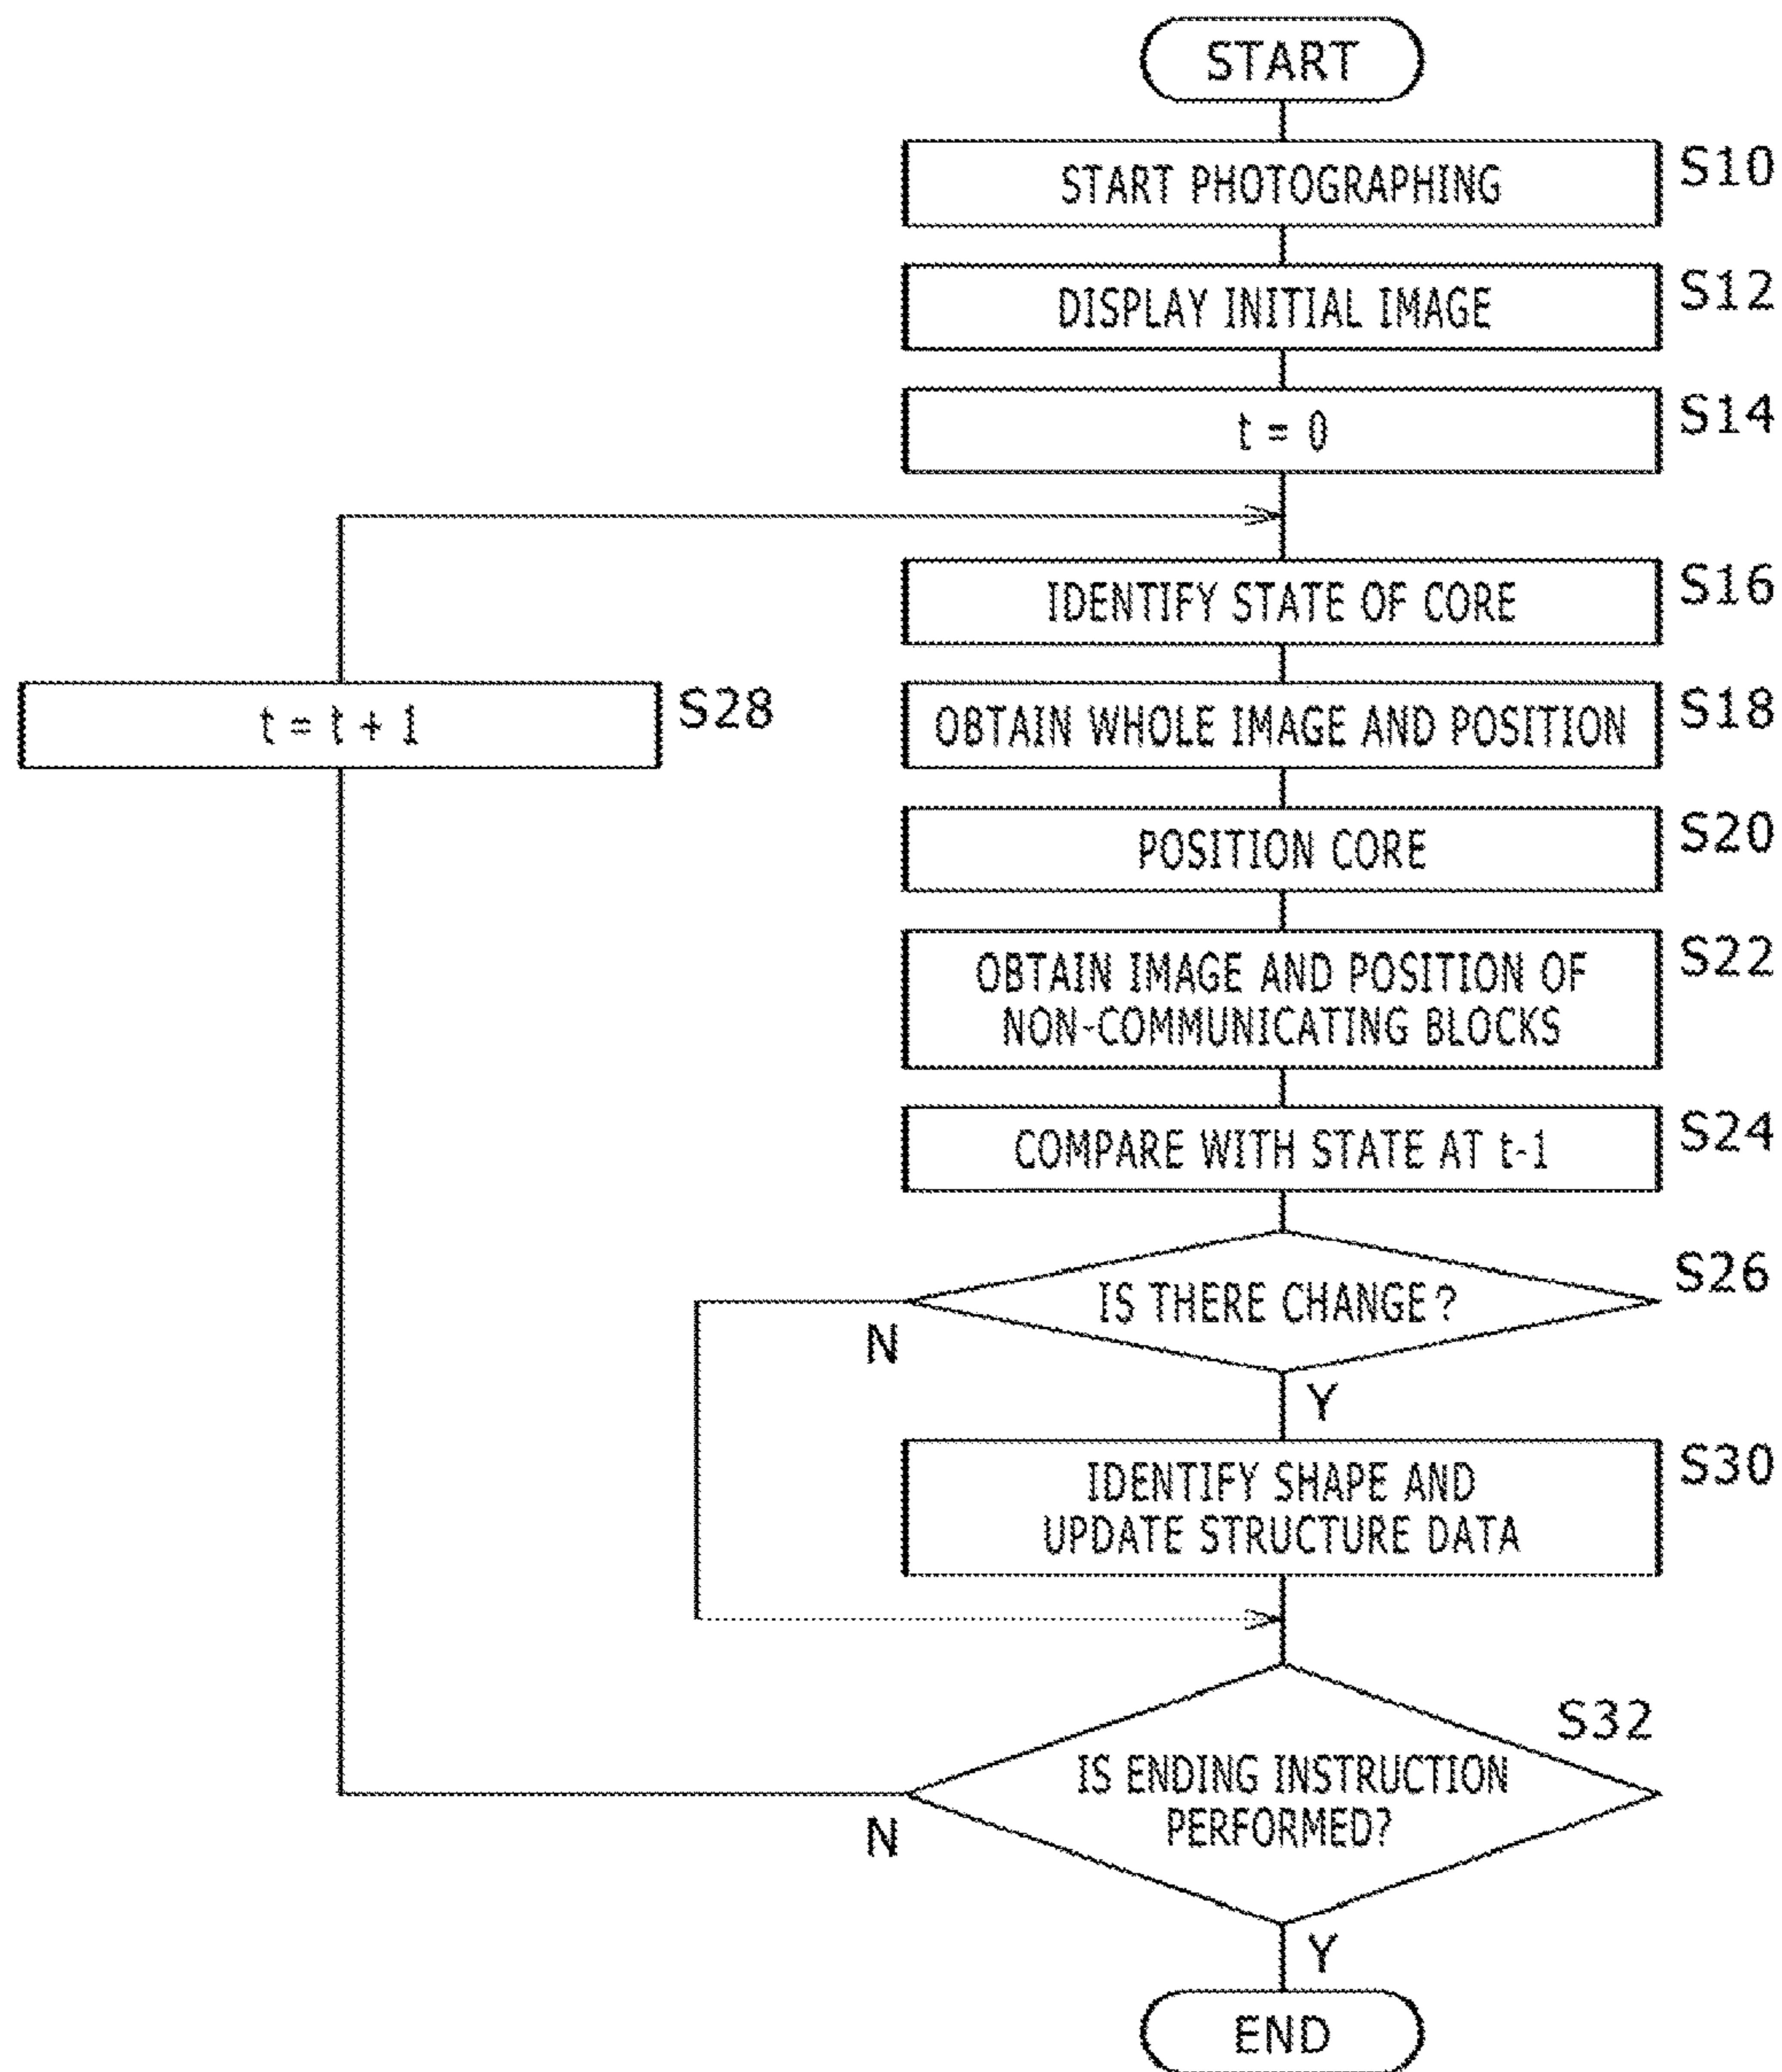 START
START PHOTOGRAPHING
S10
DISPLAY INITIAL IMAGE
S12
t = 0
S14
IDENTIFY STATE OF CORE
S16
t = t + 1
S28
OBTAIN WHOLE IMAGE AND POSITION
S18
POSITION CORE
S20
OBTAIN IMAGE AND POSITION OF
NON-COMMUNICATING BLOCKS
S22
COMPARE WITH STATE AT t-1
S24
IS THERE CHANGE?
S26
N
Y
IDENTIFY SHAPE AND
UPDATE STRUCTURE DATA
S30
S32
IS ENDING INSTRUCTION
PERFORMED?
N
Y
END